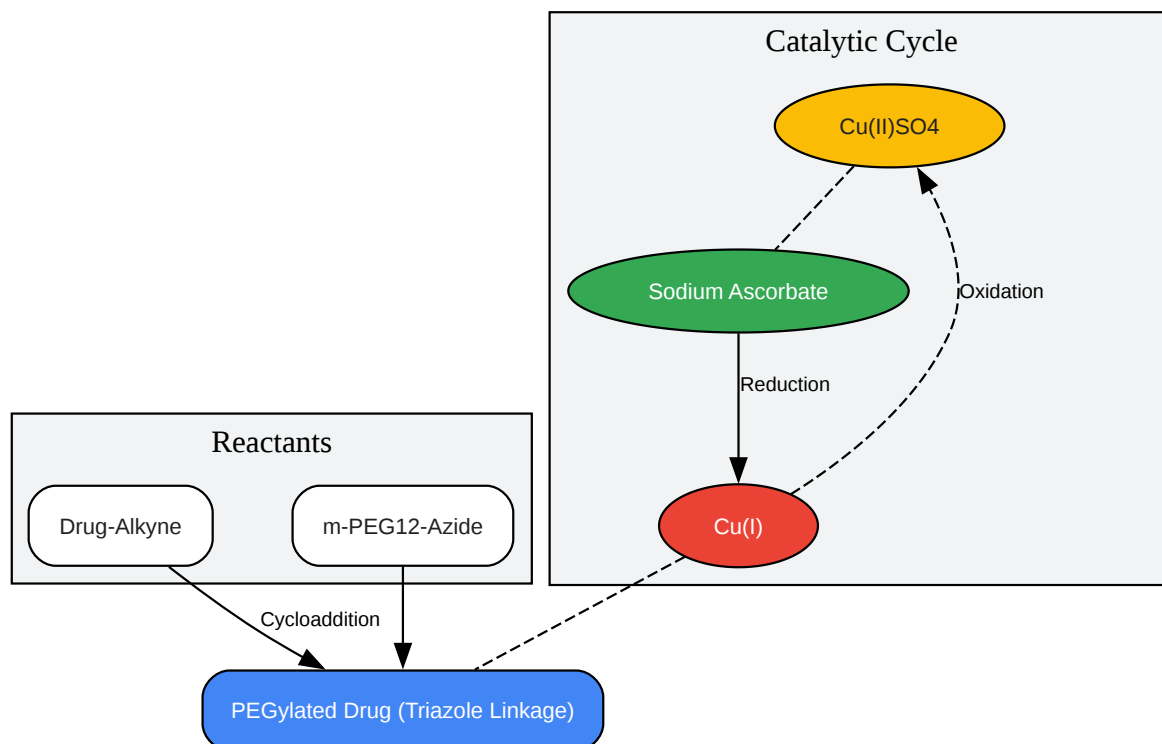 Catalytic Cycle
Cu(II)SO4
Sodium Ascorbate
Oxidation
Reduction
Reactants
Drug-Alkyne
m-PEG12-Azide
Cu(I)
Cycloaddition
PEGylated Drug (Triazole Linkage)